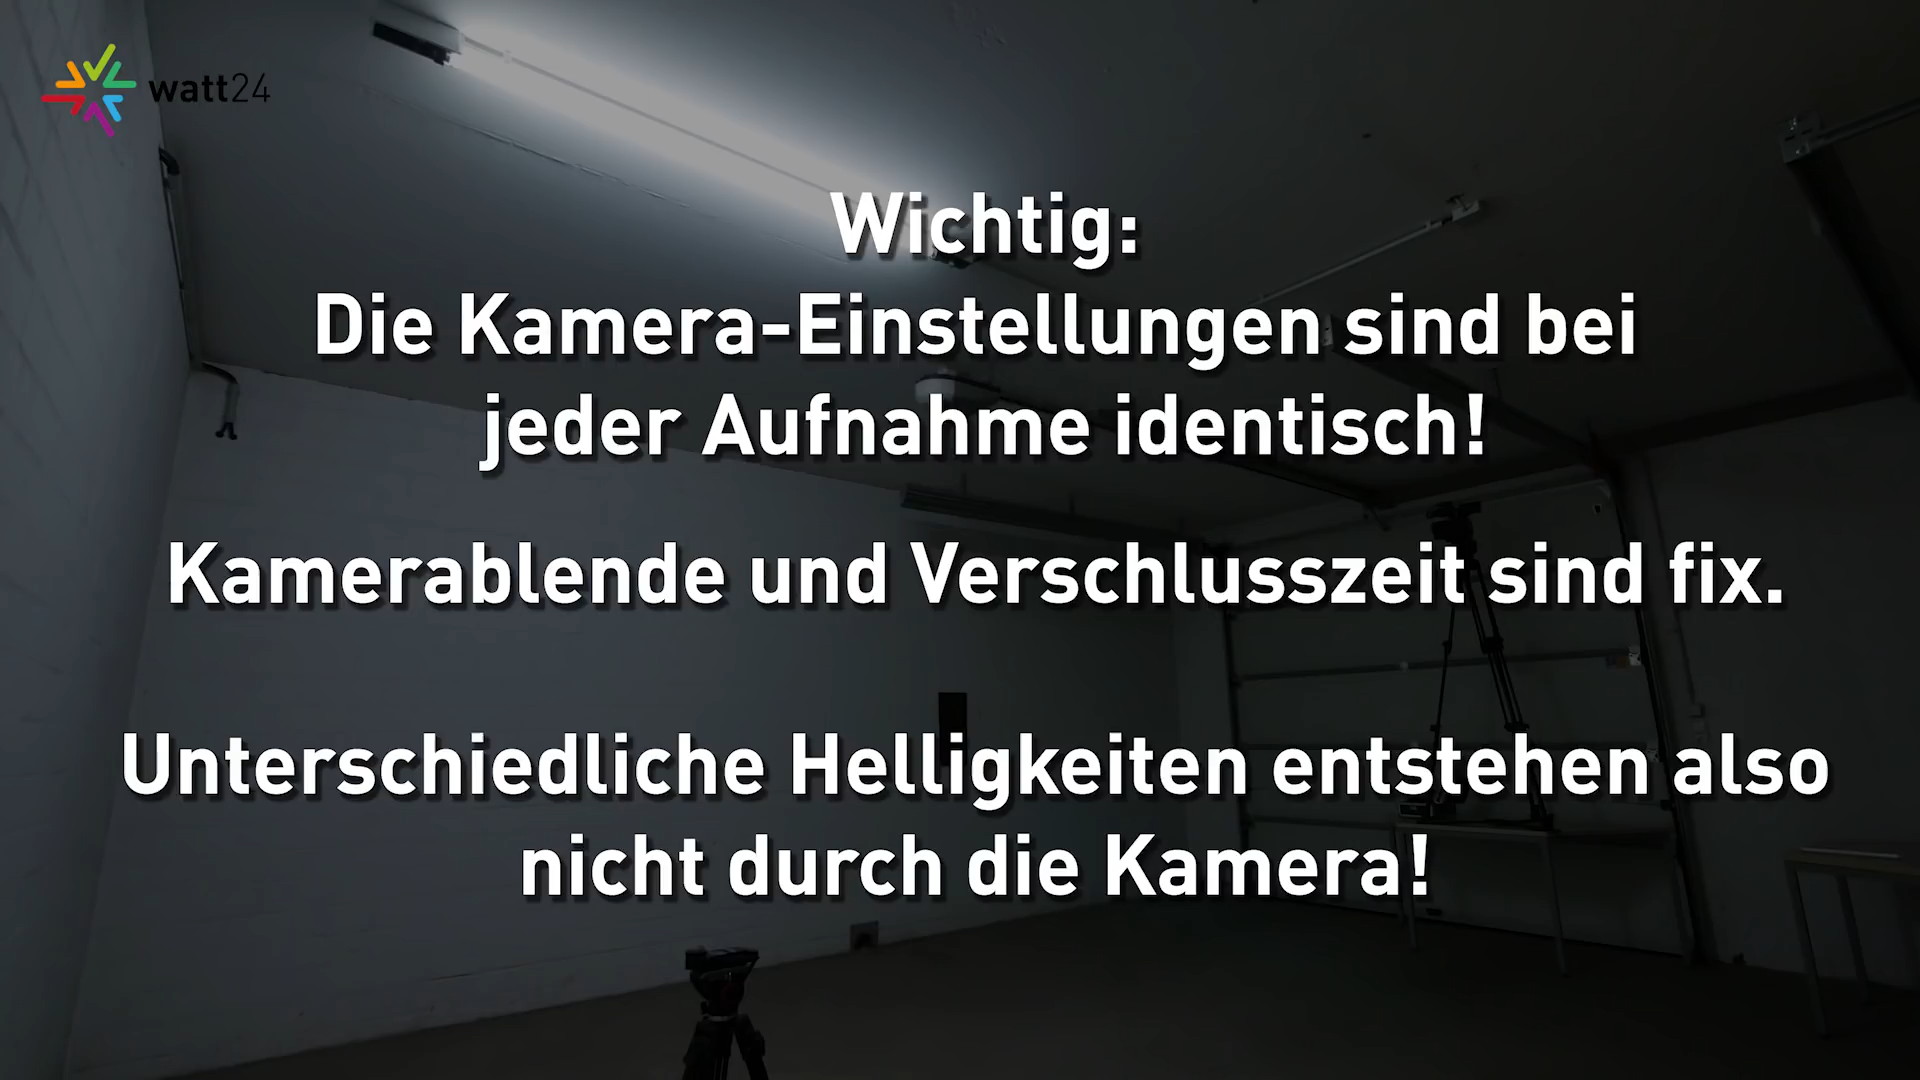 watt24
Wichtig:
Die Kamera-Einstellungen sind bei
jeder Aufnahme identisch!
Kamerablende und Verschlusszeit sind fix.
Unterschiedliche Helligkeiten entstehen also
nicht durch die Kamera!